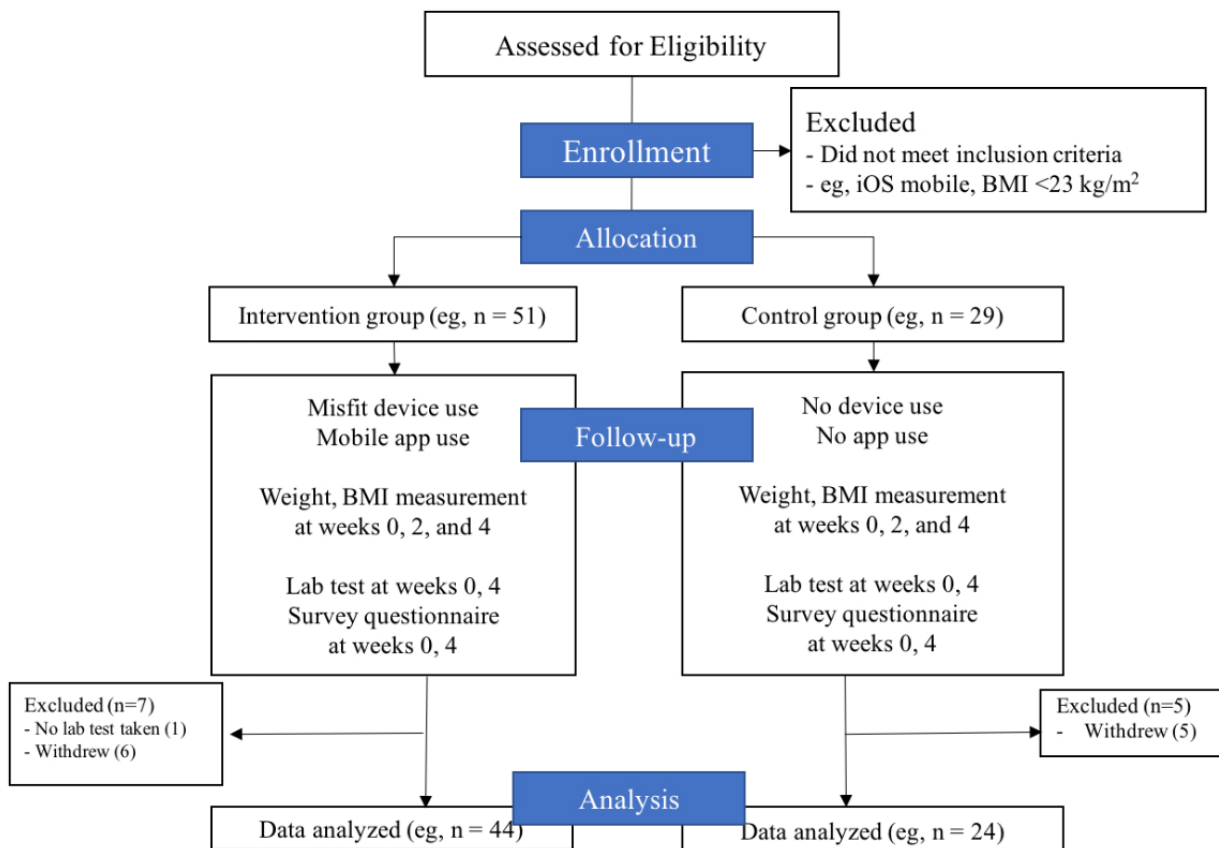 Assessed for Eligibility
Enrollment
Excluded
- Did not meet inclusion criteria
- eg, iOS mobile, BMI <23 kg/m²
Allocation
Intervention group (eg, n = 51)
Control group (eg, n = 29)
Misfit device use
Mobile app use
Weight, BMI measurement
at weeks 0, 2, and 4
Lab test at weeks 0, 4
Survey questionnaire
at weeks 0, 4
Follow-up
No device use
No app use
Weight, BMI measurement
at weeks 0, 2, and 4
Lab test at weeks 0, 4
Survey questionnaire
at weeks 0, 4
Excluded (n=7)
- No lab test taken (1)
- Withdrew (6)
Excluded (n=5)
- Withdrew (5)
Analysis
Data analyzed (eg, n = 44)
Data analyzed (eg, n = 24)